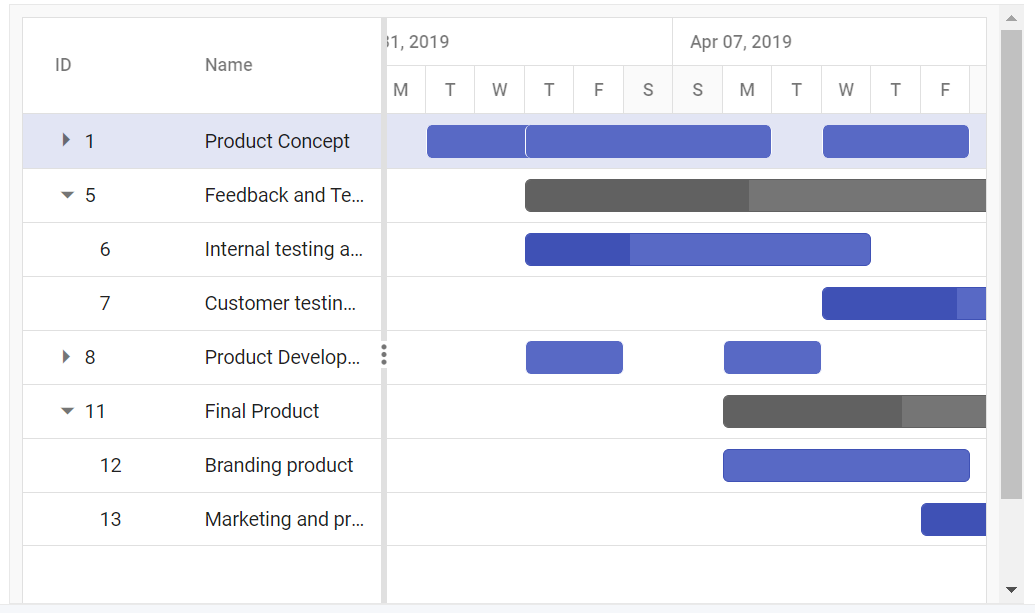 ID Name 31, 2019 Apr 07, 2019
M T W T F S S M T W T F
1 Product Concept
5 Feedback and Te...
6 Internal testing a...
7 Customer testin...
8 Product Develop...
11 Final Product
12 Branding product
13 Marketing and pr...